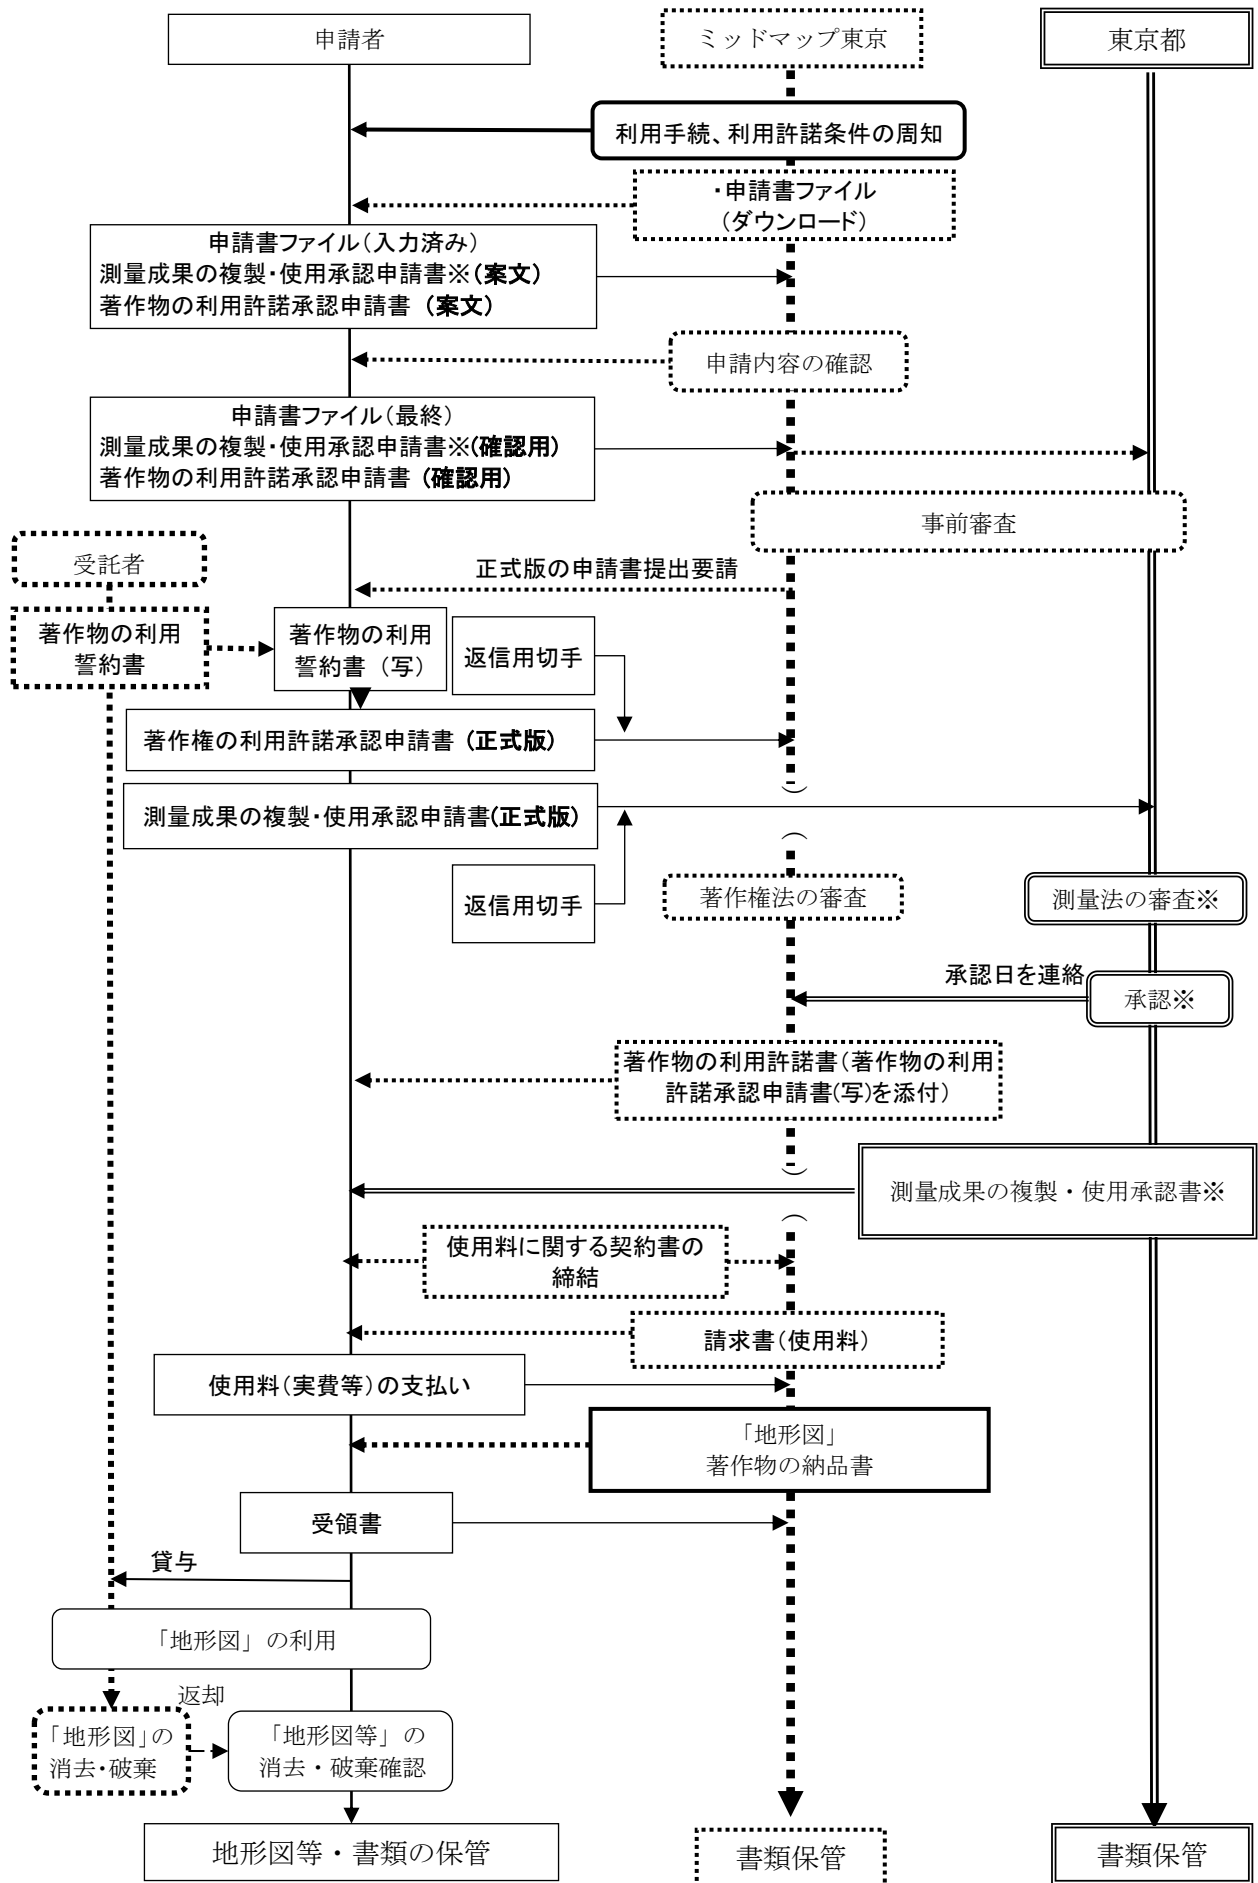 申請者
ミッドマップ東京
東京都
利用手続、利用許諾条件の周知
・申請書ファイル
(ダウンロード)
申請書ファイル(入力済み)
測量成果の複製・使用承認申請書※(案文)
著作物の利用許諾承認申請書 (案文)
申請内容の確認
申請書ファイル(最終)
測量成果の複製・使用承認申請書※(確認用)
著作物の利用許諾承認申請書 (確認用)
事前審査
受託者
正式版の申請書提出要請
著作物の利用
誓約書
著作物の利用
誓約書 (写)
返信用切手
著作権の利用許諾承認申請書 (正式版)
測量成果の複製・使用承認申請書(正式版)
返信用切手
著作権法の審査
測量法の審査※
承認日を連絡
承認※
著作物の利用許諾書(著作物の利用
許諾承認申請書(写)を添付)
測量成果の複製・使用承認書※
使用料に関する契約書の
締結
請求書(使用料)
使用料(実費等)の支払い
「地形図」
著作物の納品書
受領書
貸与
「地形図」の利用
返却
「地形図」の
消去・破棄
「地形図等」の
消去・破棄確認
地形図等・書類の保管
書類保管
書類保管